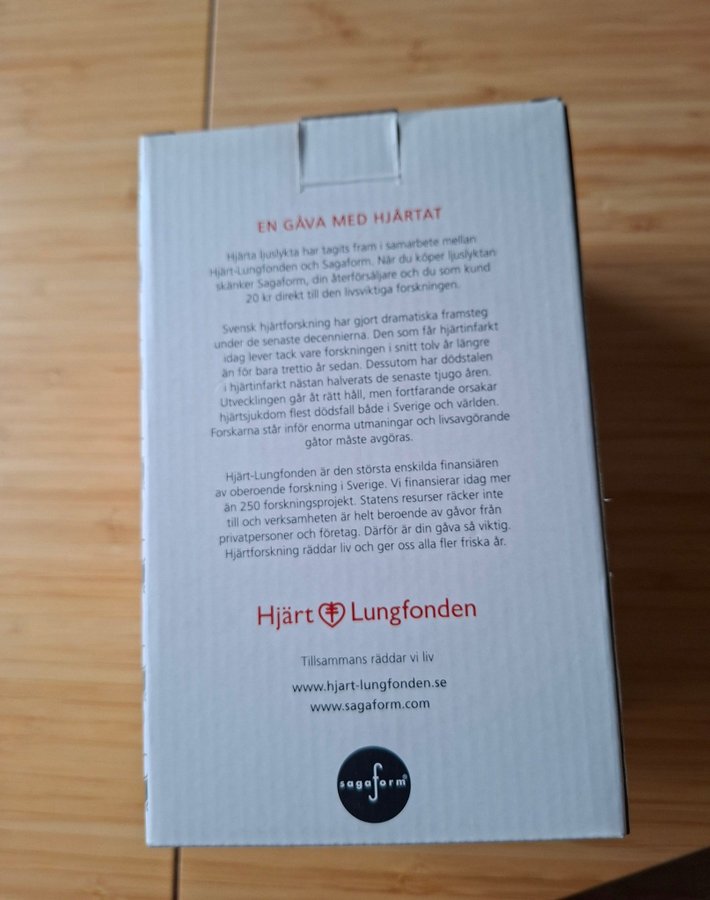 EN GÅVA MED HJÄRTAT
Hjärta ljuslykta har tagits fram i samarbete mellan
Hjärt-Lungfonden och Sagaform. När du köper ljuslyktan
skänker Sagaform, din återförsäljare och du som kund
20 kr direkt till den livsviktiga forskningen.
Svensk hjärtforskning har gjort dramatiska framsteg
under de senaste decennierna. Den som får hjärtinfarkt
idag lever tack vare forskningen i snitt tolv år längre
än för bara trettio år sedan. Dessutom har dödstalen
i hjärtinfarkt nästan halverats de senaste tjugo åren.
Utvecklingen går åt rätt håll, men fortfarande orsakar
hjärtsjukdom flest dödsfall både i Sverige och världen.
Forskarna står inför enorma utmaningar och livsavgörande
gåtor måste avgöras.
Hjärt-Lungfonden är den största enskilda finansiären
av oberoende forskning i Sverige. Vi finansierar idag mer
än 250 forskningsprojekt. Statens resurser räcker inte
till och verksamheten är helt beroende av gåvor från
privatpersoner och företag. Därför är din gåva så viktig.
Hjärtforskning räddar liv och ger oss alla fler friska år.
Hjärt Lungfonden
Tillsammans räddar vi liv
www.hjart-lungfonden.se
www.sagaform.com
sagaform®